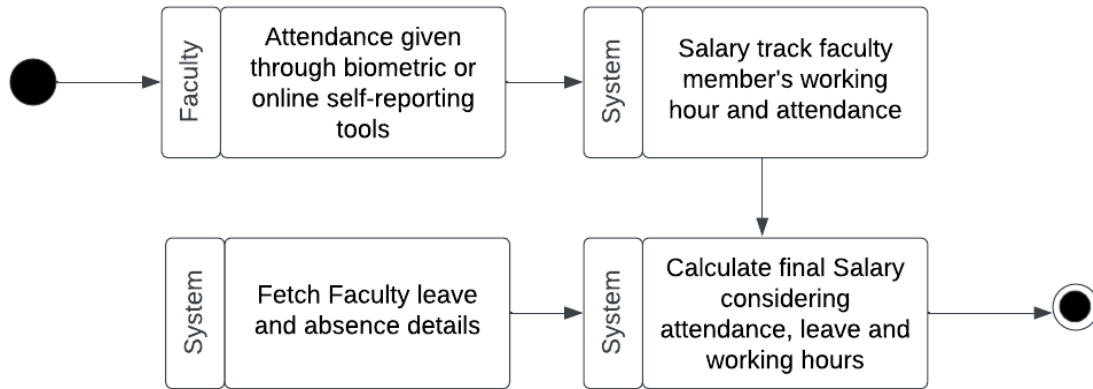 Faculty
Attendance given
through biometric or
online self-reporting
tools
System
Salary track faculty
member's working
hour and attendance
System
Fetch Faculty leave
and absence details
System
Calculate final Salary
considering
attendance, leave and
working hours